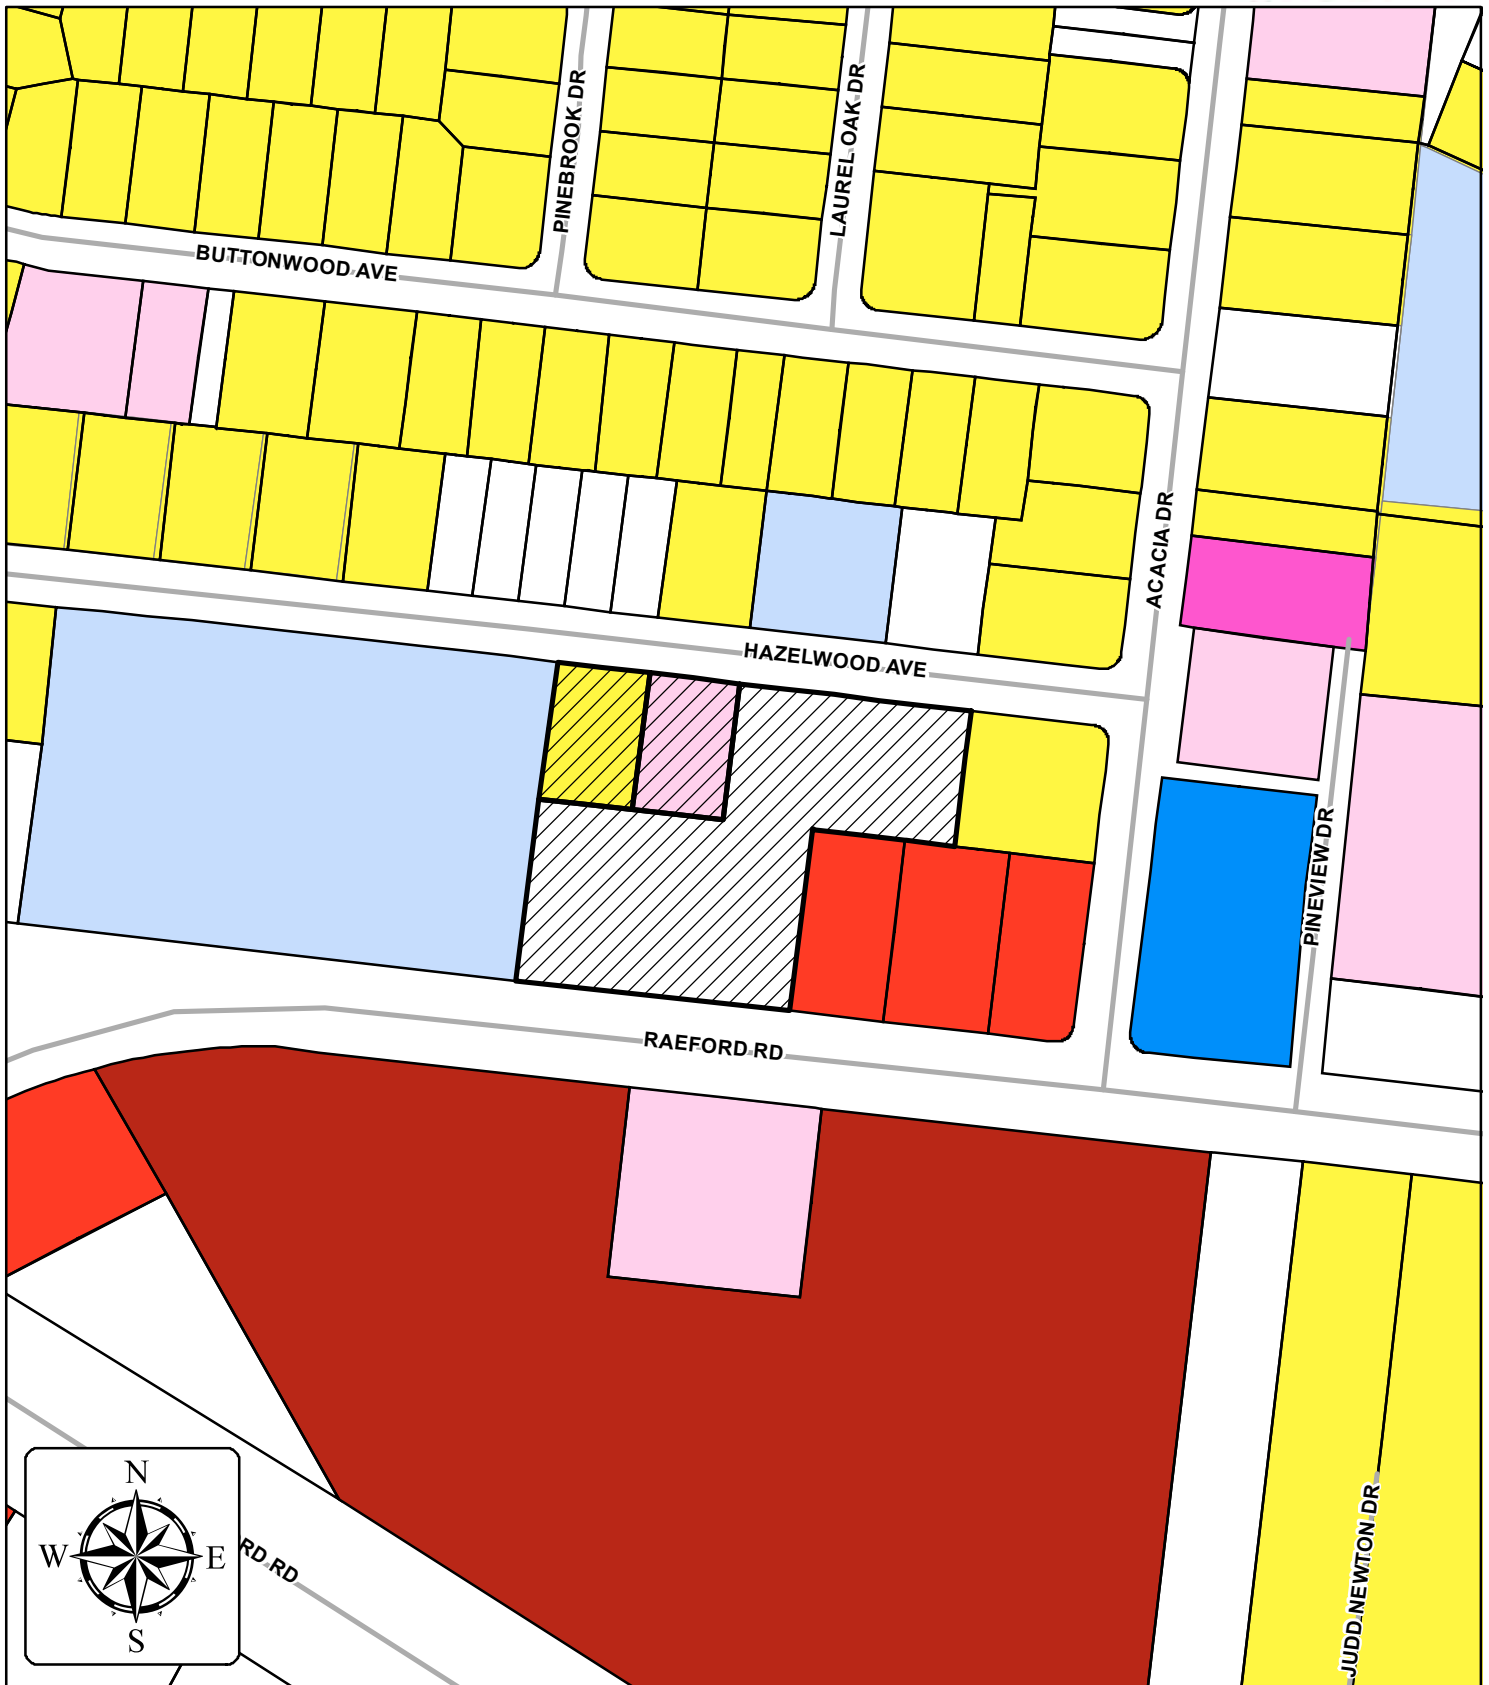 PINEBROOK DR
LAUREL OAK DR
BUTTONWOOD AVE
ACACIA DR
HAZELWOOD AVE
PINEVIEW DR
RAEFORD RD
N
W E
S
RD RD
JUDD NEWTON DR